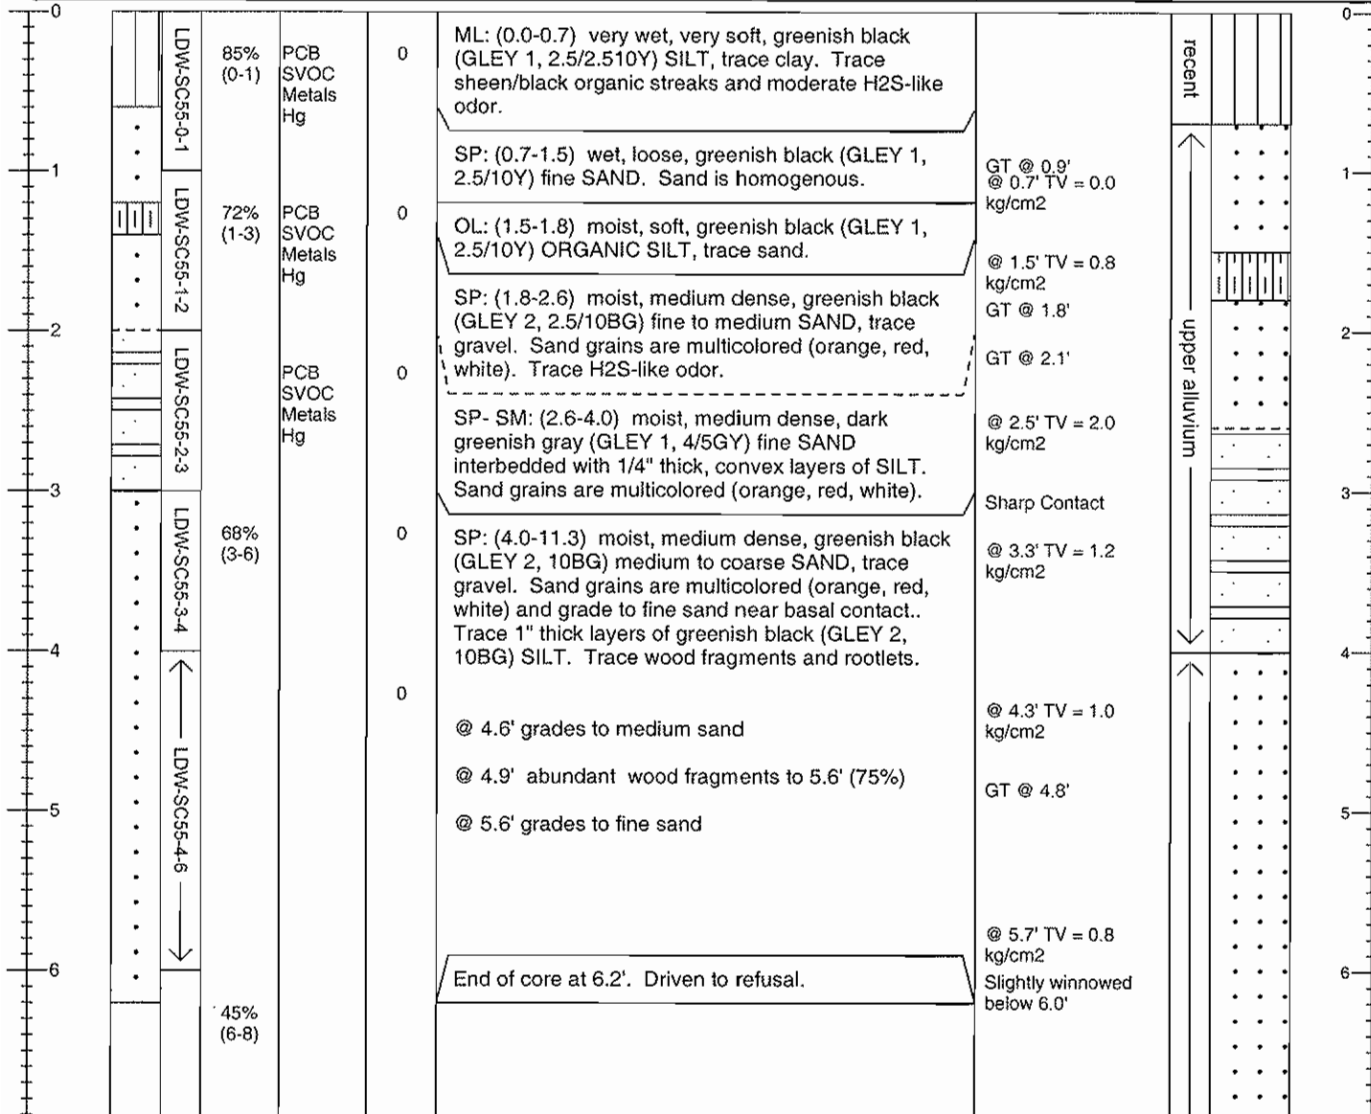 0
1
2
3
4
5
6
LDW-SC55-0-1
LDW-SC55-1-2
LDW-SC55-2-3
LDW-SC55-3-4
LDW-SC55-4-6
85%
(0-1)
72%
(1-3)
68%
(3-6)
45%
(6-8)
PCB
SVOC
Metals
Hg
PCB
SVOC
Metals
Hg
PCB
SVOC
Metals
Hg
0
0
0
0
0
ML: (0.0-0.7) very wet, very soft, greenish black
(GLEY 1, 2.5/2.510Y) SILT, trace clay. Trace
sheen/black organic streaks and moderate H2S-like
odor.
SP: (0.7-1.5) wet, loose, greenish black (GLEY 1,
2.5/10Y) fine SAND. Sand is homogenous.
OL: (1.5-1.8) moist, soft, greenish black (GLEY 1,
2.5/10Y) ORGANIC SILT, trace sand.
SP: (1.8-2.6) moist, medium dense, greenish black
(GLEY 2, 2.5/10BG) fine to medium SAND, trace
gravel. Sand grains are multicolored (orange, red,
white). Trace H2S-like odor.
SP- SM: (2.6-4.0) moist, medium dense, dark
greenish gray (GLEY 1, 4/5GY) fine SAND
interbedded with 1/4" thick, convex layers of SILT.
Sand grains are multicolored (orange, red, white).
SP: (4.0-11.3) moist, medium dense, greenish black
(GLEY 2, 10BG) medium to coarse SAND, trace
gravel. Sand grains are multicolored (orange, red,
white) and grade to fine sand near basal contact..
Trace 1" thick layers of greenish black (GLEY 2,
10BG) SILT. Trace wood fragments and rootlets.
@ 4.6' grades to medium sand
@ 4.9' abundant wood fragments to 5.6' (75%)
@ 5.6' grades to fine sand
End of core at 6.2'. Driven to refusal.
GT @ 0.9'
@ 0.7' TV = 0.0
kg/cm2
@ 1.5' TV = 0.8
kg/cm2
GT @ 1.8'
GT @ 2.1'
@ 2.5' TV = 2.0
kg/cm2
Sharp Contact
@ 3.3' TV = 1.2
kg/cm2
@ 4.3' TV = 1.0
kg/cm2
GT @ 4.8'
@ 5.7' TV = 0.8
kg/cm2
Slightly winnowed
below 6.0'
recent
upper alluvium
0
1
2
3
4
5
6